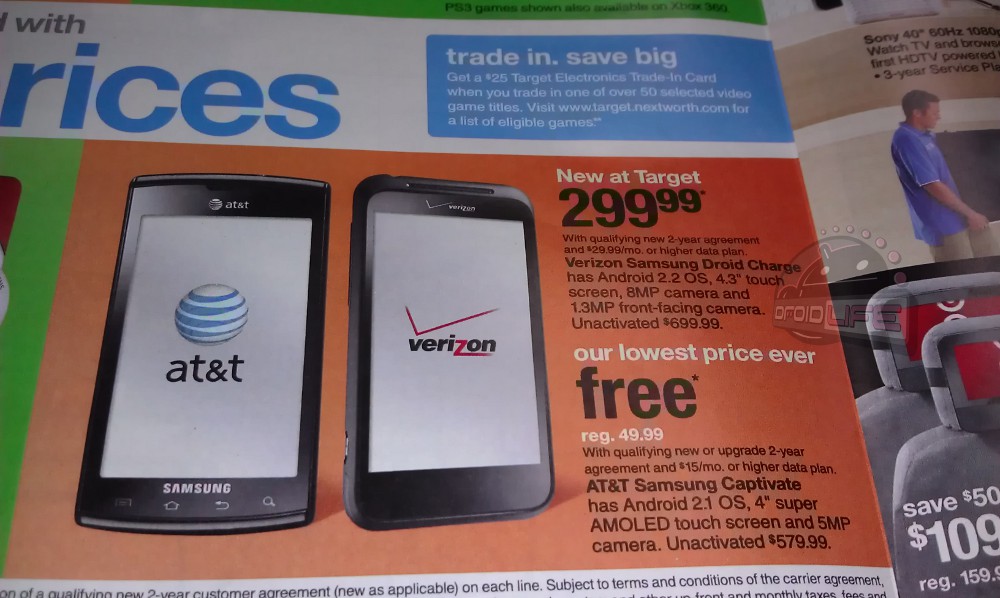 PS3 games shown also available on Xbox 360.
d with
rices
trade in. save big
Get a $25 Target Electronics Trade-In Card
when you trade in one of over 50 selected video
game titles. Visit www.target.nextworth.com for
a list of eligible games.
Sony 40" 60Hz 1080p
Watch TV and brows
first HDTV powered
• 3-year Service Pla
at&t
at&t
SAMSUNG
verizon
verizon
New at Target
299.99*
With qualifying new 2-year agreement
and $29.99/mo. or higher data plan.
Verizon Samsung Droid Charge
has Android 2.2 OS, 4.3" touch
screen, 8MP camera and
1.3MP front-facing camera.
Unactivated $699.99.
DROID LIFE
our lowest price ever
free*
reg. 49.99
With qualifying new or upgrade 2-year
agreement and $15/mo. or higher data plan.
AT&T Samsung Captivate
has Android 2.1 OS, 4" super
AMOLED touch screen and 5MP
camera. Unactivated $579.99.
save $50
$109
reg. 159.9
on of a qualifying new 2-year customer agreement (new as applicable) on each line. Subject to terms and conditions of the carrier agreement,
and other up-front and monthly taxes, fees and